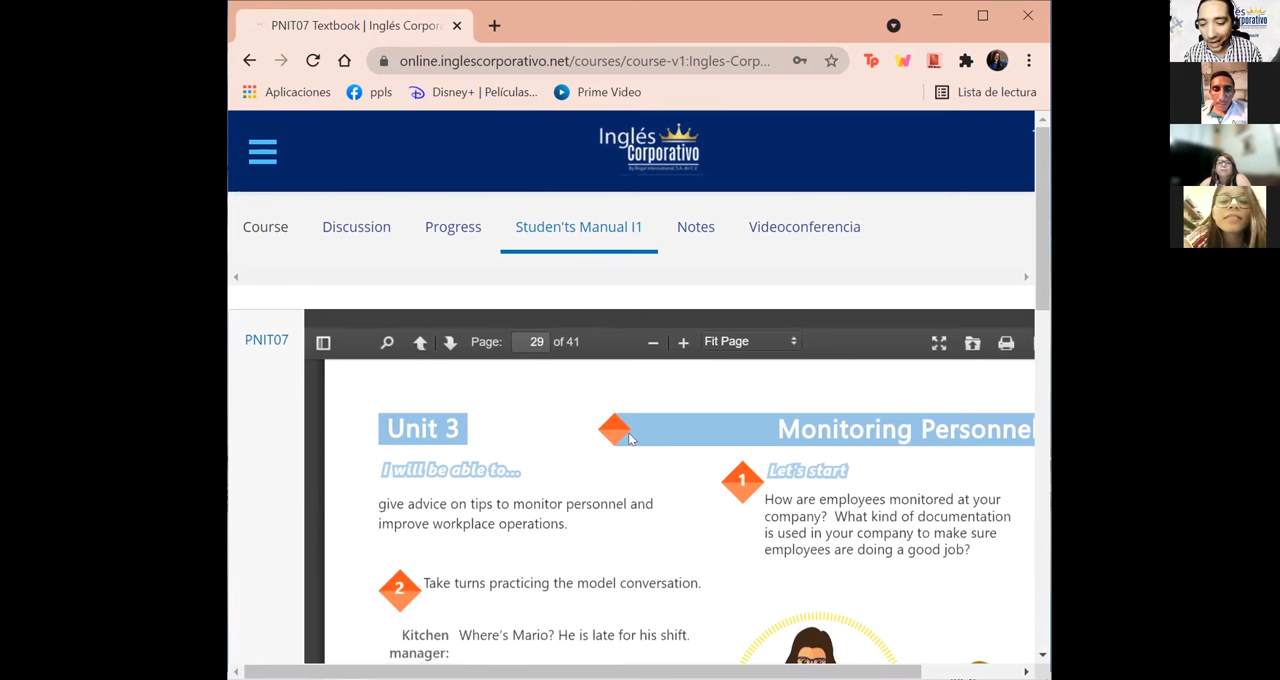 PNIT07 Textbook | Inglés Corpor
online.inglescorporativo.net/courses/course-v1:Ingles-Corp...
Aplicaciones
ppls
Disney+ | Películas...
Prime Video
Lista de lectura
Inglés
Corporativo
Course
Discussion
Progress
Studen'ts Manual I1
Notes
Videoconferencia
PNIT07
Page:
29
of 41
Fit Page
Unit 3
Monitoring Personnel
I will be able to...
1
Let's start
give advice on tips to monitor personnel and
improve workplace operations.
How are employees monitored at your
company? What kind of documentation
is used in your company to make sure
employees are doing a good job?
2
Take turns practicing the model conversation.
Kitchen
manager:
Where's Mario? He is late for his shift.